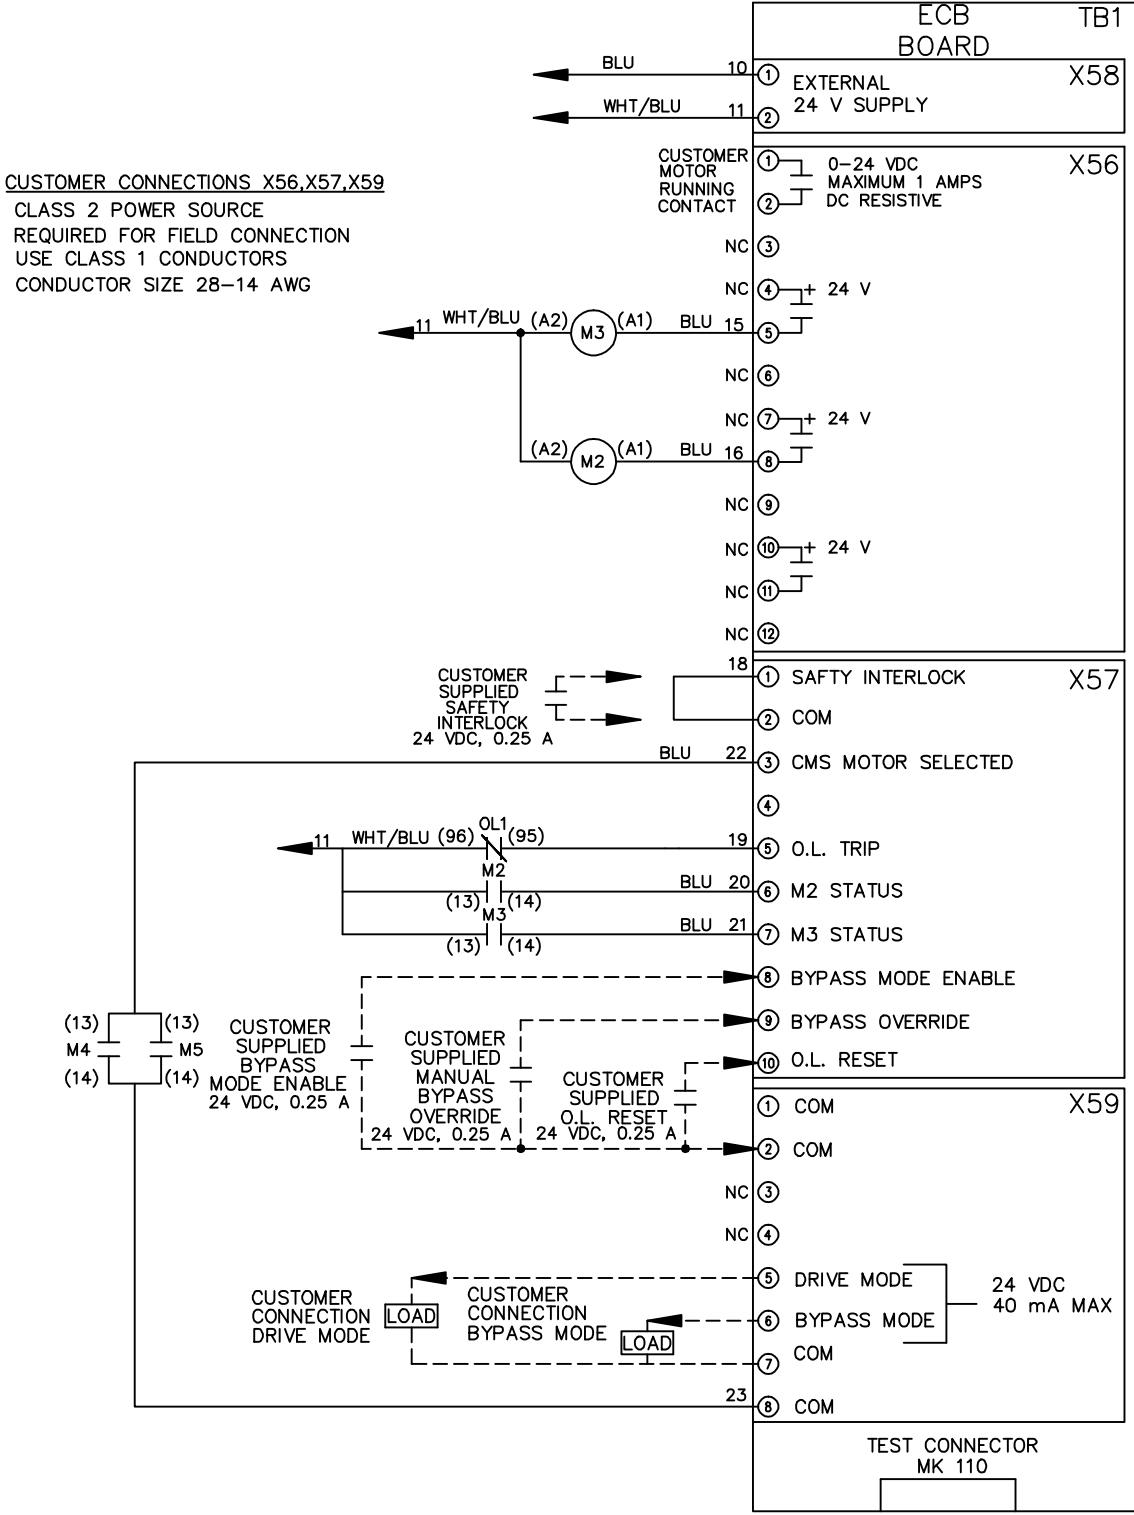 ECB
BOARD
TB1
X58
BLU
10
1
EXTERNAL
24 V SUPPLY
WHT/BLU
11
2
CUSTOMER CONNECTIONS X56,X57,X59
CLASS 2 POWER SOURCE
REQUIRED FOR FIELD CONNECTION
USE CLASS 1 CONDUCTORS
CONDUCTOR SIZE 28-14 AWG
X56
CUSTOMER
MOTOR
RUNNING
CONTACT
1
2
0-24 VDC
MAXIMUM 1 AMPS
DC RESISTIVE
NC 3
NC 4 + 24 V
11 WHT/BLU (A2) M3 (A1) BLU 15 5
NC 6
NC 7 + 24 V
(A2) M2 (A1) BLU 16 8
NC 9
NC 10 + 24 V
NC 11
NC 12
X57
CUSTOMER
SUPPLIED
SAFETY
INTERLOCK
24 VDC, 0.25 A
18 1 SAFTY INTERLOCK
2 COM
BLU 22 3 CMS MOTOR SELECTED
4
11 WHT/BLU (96) OL1 (95) 19 5 O.L. TRIP
M2
(13) (14) BLU 20 6 M2 STATUS
M3
(13) (14) BLU 21 7 M3 STATUS
8 BYPASS MODE ENABLE
9 BYPASS OVERRIDE
10 O.L. RESET
(13) (13)
M4 M5
(14) (14)
CUSTOMER
SUPPLIED
BYPASS
MODE ENABLE
24 VDC, 0.25 A
CUSTOMER
SUPPLIED
MANUAL
BYPASS
OVERRIDE
24 VDC, 0.25 A
CUSTOMER
SUPPLIED
O.L. RESET
24 VDC, 0.25 A
X59
1 COM
2 COM
NC 3
NC 4
5 DRIVE MODE
6 BYPASS MODE
24 VDC
40 mA MAX
CUSTOMER
CONNECTION
DRIVE MODE
LOAD
CUSTOMER
CONNECTION
BYPASS MODE
LOAD
7 COM
23 8 COM
TEST CONNECTOR
MK 110